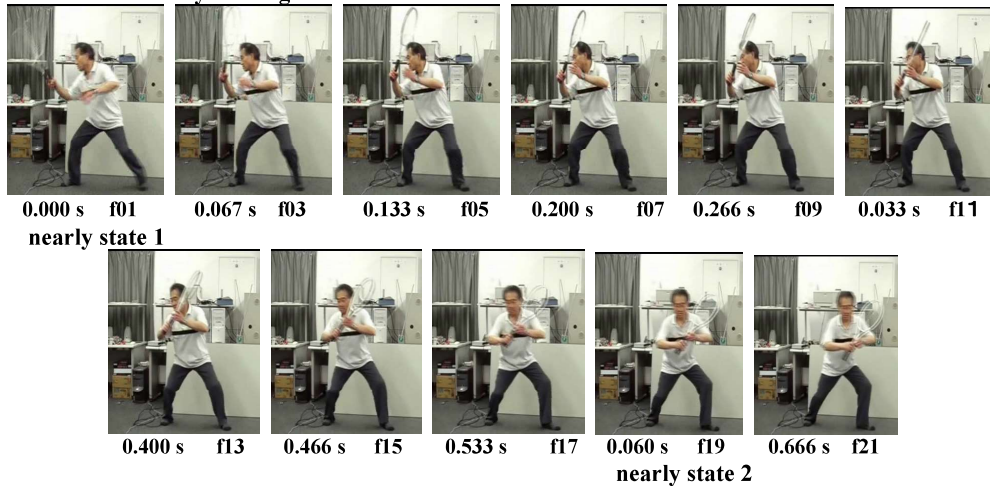 0.000 s f01 0.067 s f03 0.133 s f05 0.200 s f07 0.266 s f09 0.033 s f11
nearly state 1
0.400 s f13 0.466 s f15 0.533 s f17 0.060 s f19 0.666 s f21
nearly state 2